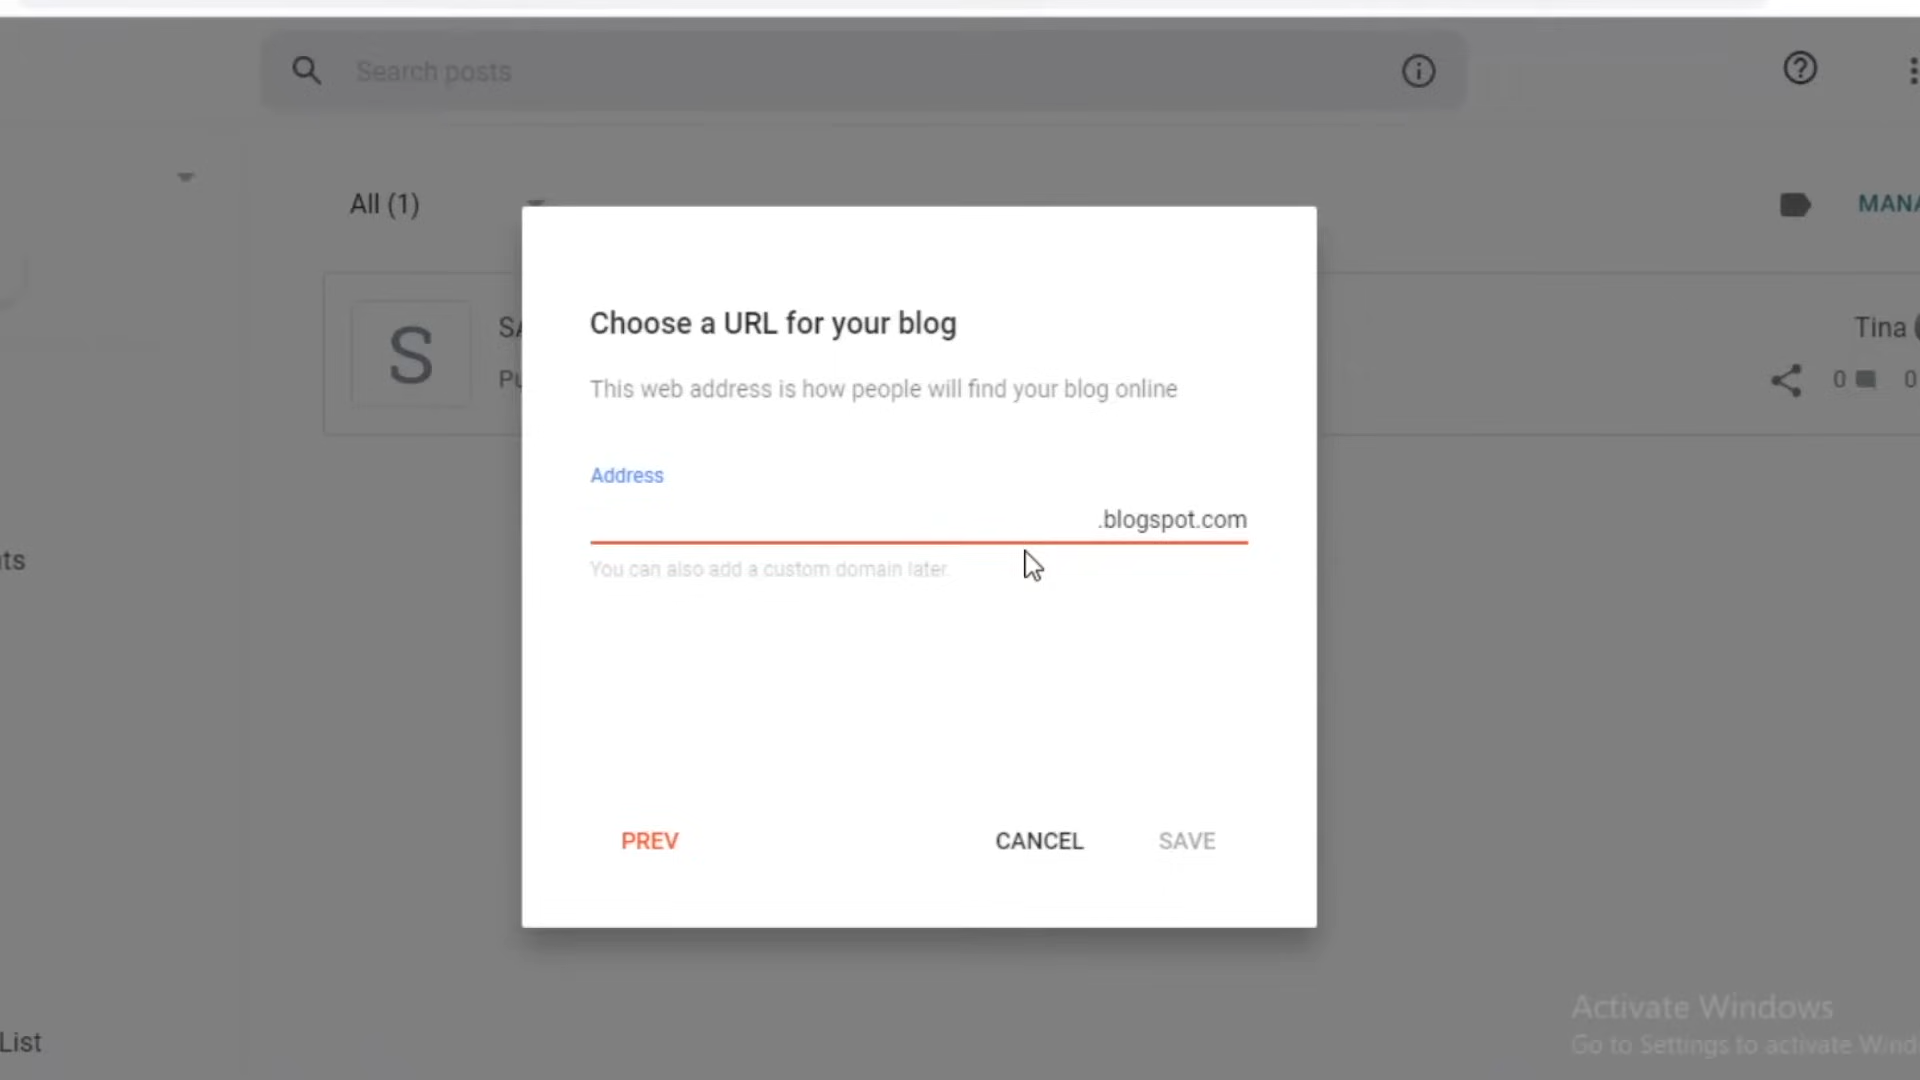 Search posts
All (1)
MANA
S
SA
Tina
Pu
0
0
Choose a URL for your blog
This web address is how people will find your blog online
Address
.blogspot.com
You can also add a custom domain later.
nts
PREV
CANCEL
SAVE
Activate Windows
Go to Settings to activate Wind
List